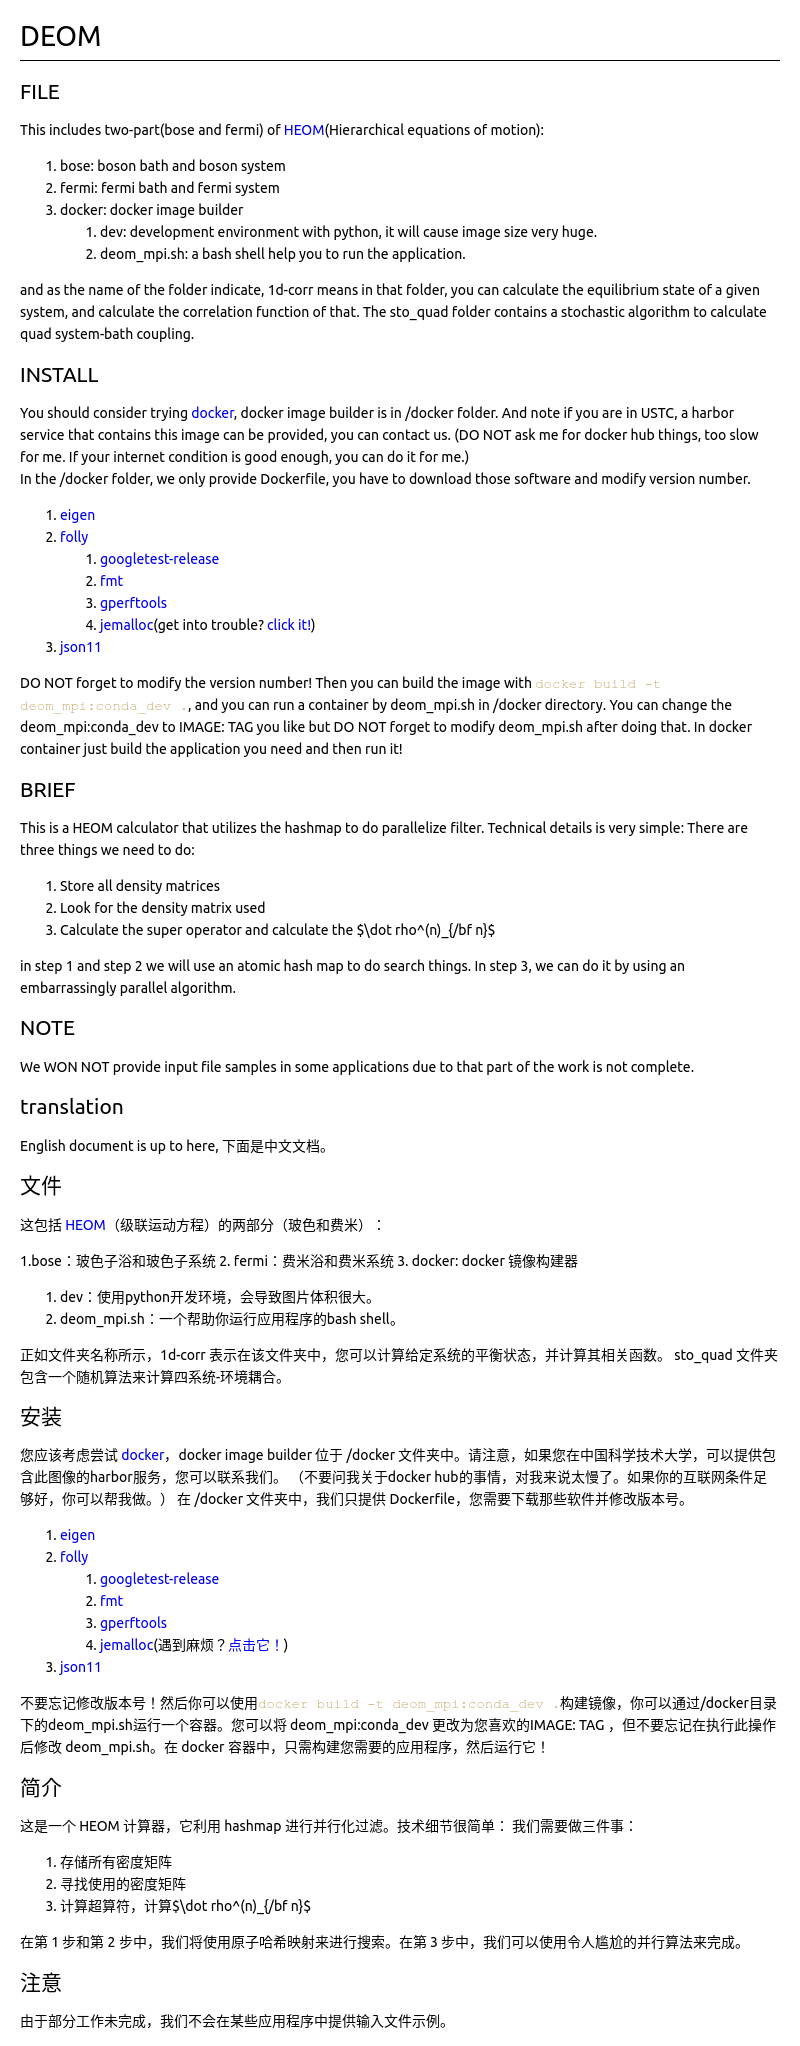 DEOM
FILE
This includes two-part(bose and fermi) of HEOM(Hierarchical equations of motion):
1. bose: boson bath and boson system
2. fermi: fermi bath and fermi system
3. docker: docker image builder
1. dev: development environment with python, it will cause image size very huge.
2. deom_mpi.sh: a bash shell help you to run the application.
and as the name of the folder indicate, 1d-corr means in that folder, you can calculate the equilibrium state of a given
system, and calculate the correlation function of that. The sto_quad folder contains a stochastic algorithm to calculate
quad system-bath coupling.
INSTALL
You should consider trying docker, docker image builder is in /docker folder. And note if you are in USTC, a harbor
service that contains this image can be provided, you can contact us. (DO NOT ask me for docker hub things, too slow
for me. If your internet condition is good enough, you can do it for me.)
In the /docker folder, we only provide Dockerfile, you have to download those software and modify version number.
1. eigen
2. folly
1. googletest-release
2. fmt
3. gperftools
4. jemalloc(get into trouble? click it!)
3. json11
DO NOT forget to modify the version number! Then you can build the image with docker build -t
deom_mpi:conda_dev ., and you can run a container by deom_mpi.sh in /docker directory. You can change the
deom_mpi:conda_dev to IMAGE: TAG you like but DO NOT forget to modify deom_mpi.sh after doing that. In docker
container just build the application you need and then run it!
BRIEF
This is a HEOM calculator that utilizes the hashmap to do parallelize filter. Technical details is very simple: There are
three things we need to do:
1. Store all density matrices
2. Look for the density matrix used
3. Calculate the super operator and calculate the $\dot rho^(n)_{/bf n}$
in step 1 and step 2 we will use an atomic hash map to do search things. In step 3, we can do it by using an
embarrassingly parallel algorithm.
NOTE
We WON NOT provide input file samples in some applications due to that part of the work is not complete.
translation
English document is up to here, 下面是中文文档。
文件
这包括 HEOM（级联运动方程）的两部分（玻色和费米）：
1.bose：玻色子浴和玻色子系统 2. fermi：费米浴和费米系统 3. docker: docker 镜像构建器
1. dev：使用python开发环境，会导致图片体积很大。
2. deom_mpi.sh：一个帮助你运行应用程序的bash shell。
正如文件夹名称所示，1d-corr 表示在该文件夹中，您可以计算给定系统的平衡状态，并计算其相关函数。 sto_quad 文件夹
包含一个随机算法来计算四系统-环境耦合。
安装
您应该考虑尝试 docker，docker image builder 位于 /docker 文件夹中。请注意，如果您在中国科学技术大学，可以提供包
含此图像的harbor服务，您可以联系我们。 （不要问我关于docker hub的事情，对我来说太慢了。如果你的互联网条件足
够好，你可以帮我做。） 在 /docker 文件夹中，我们只提供 Dockerfile，您需要下载那些软件并修改版本号。
1. eigen
2. folly
1. googletest-release
2. fmt
3. gperftools
4. jemalloc(遇到麻烦？点击它！)
3. json11
不要忘记修改版本号！然后你可以使用docker build -t deom_mpi:conda_dev .构建镜像，你可以通过/docker目录
下的deom_mpi.sh运行一个容器。您可以将 deom_mpi:conda_dev 更改为您喜欢的IMAGE: TAG ，但不要忘记在执行此操作
后修改 deom_mpi.sh。在 docker 容器中，只需构建您需要的应用程序，然后运行它！
简介
这是一个 HEOM 计算器，它利用 hashmap 进行并行化过滤。技术细节很简单： 我们需要做三件事：
1. 存储所有密度矩阵
2. 寻找使用的密度矩阵
3. 计算超算符，计算$\dot rho^(n)_{/bf n}$
在第 1 步和第 2 步中，我们将使用原子哈希映射来进行搜索。在第 3 步中，我们可以使用令人尴尬的并行算法来完成。
注意
由于部分工作未完成，我们不会在某些应用程序中提供输入文件示例。